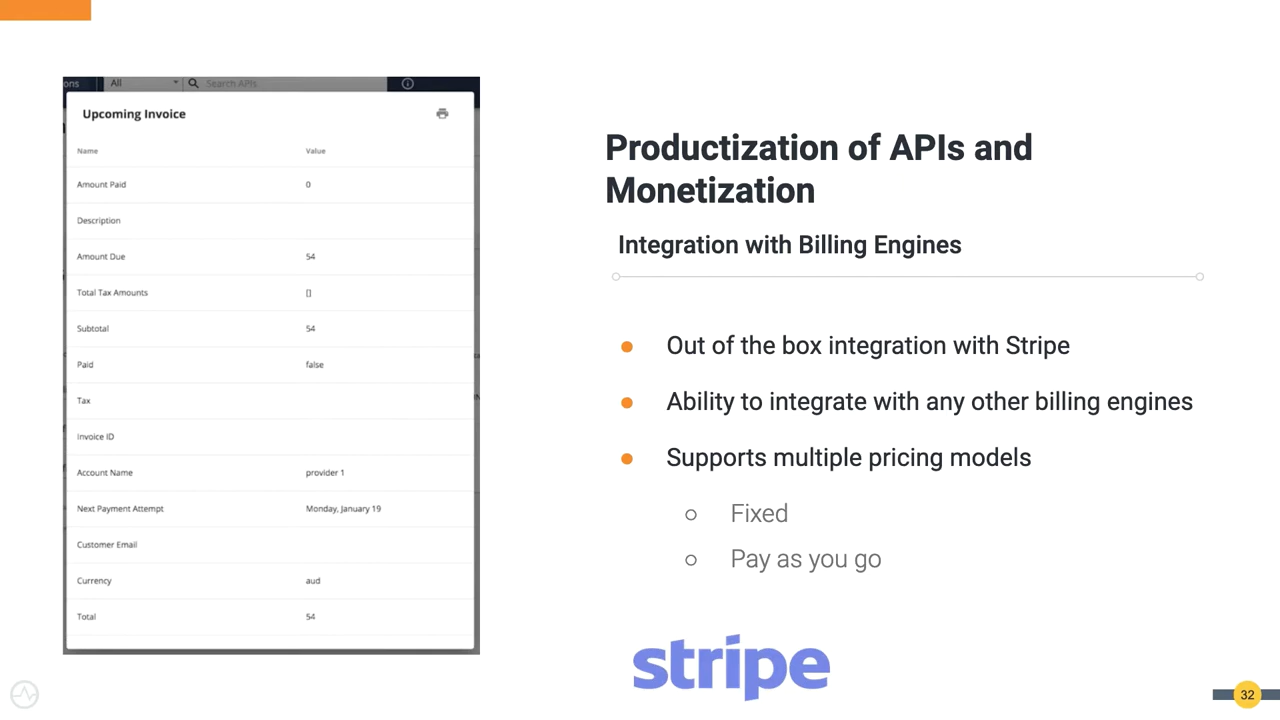 ons All Search APIs
Upcoming Invoice
Name Value
Amount Paid 0
Description
Amount Due 54
Total Tax Amounts []
Subtotal 54
Paid false
Tax
Invoice ID
Account Name provider 1
Next Payment Attempt Monday, January 19
Customer Email
Currency aud
Total 54
Productization of APIs and
Monetization
Integration with Billing Engines
Out of the box integration with Stripe
Ability to integrate with any other billing engines
Supports multiple pricing models
Fixed
Pay as you go
stripe
32